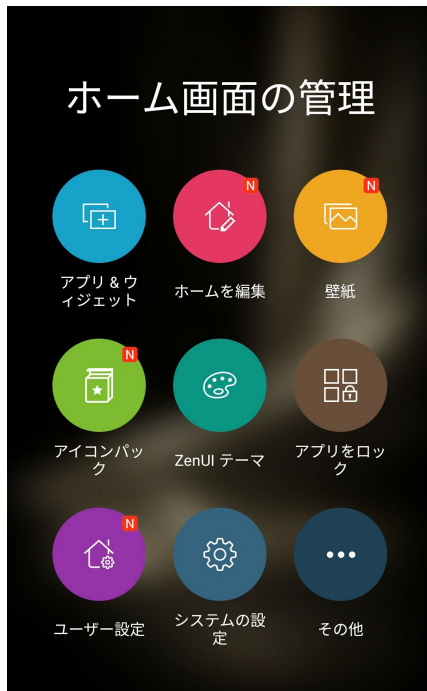 ホーム画面の管理
N
N
アプリ & ウ
ィジェット
ホームを編集
壁紙
N
アイコンパッ
ク
ZenUI テーマ
アプリをロッ
ク
N
ユーザー設定
システムの設
定
その他